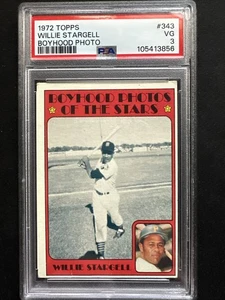 1972 TOPPS #343
WILLIE STARGELL VG
BOYHOOD PHOTO PSA 3
105413856
BOYHOOD PHOTOS
OF THE STARS
WILLIE STARGELL